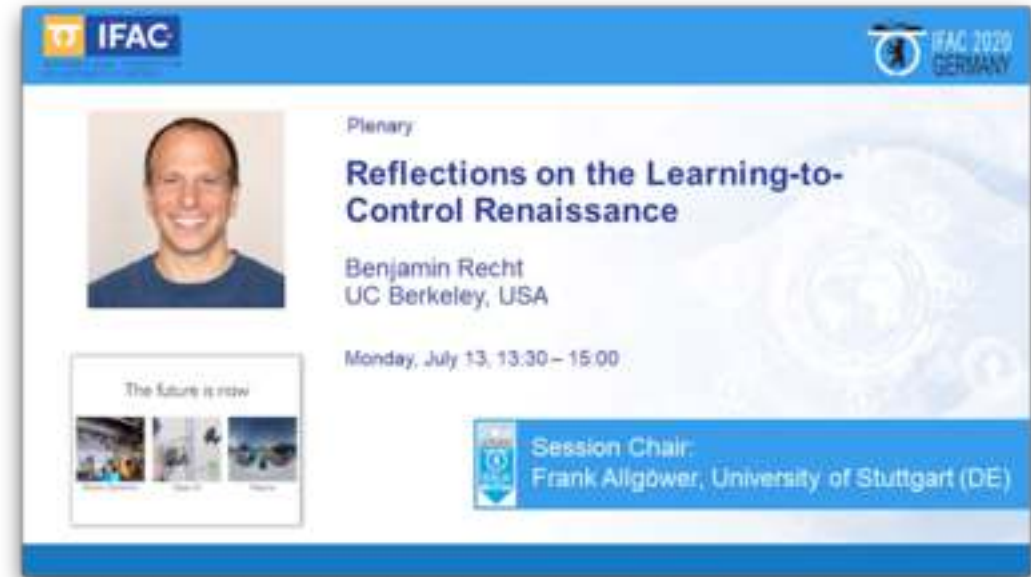 IFAC
IFAC 2020
GERMANY
Plenary
Reflections on the Learning-to-
Control Renaissance
Benjamin Recht
UC Berkeley, USA
Monday, July 13, 13:30 – 15:00
The future is now
Session Chair:
Frank Allgöwer, University of Stuttgart (DE)